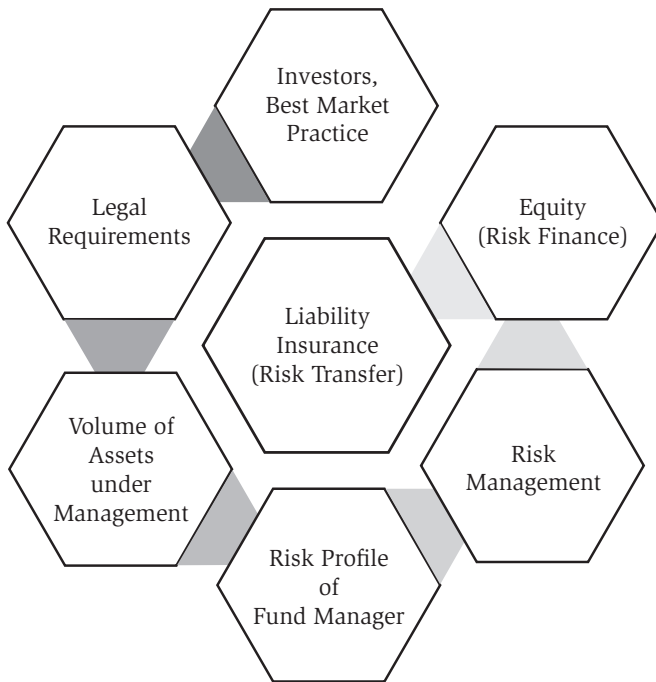 Investors,
Best Market
Practice
Legal
Requirements
Equity
(Risk Finance)
Liability
Insurance
(Risk Transfer)
Volume of
Assets
under
Management
Risk
Management
Risk Profile
of
Fund Manager